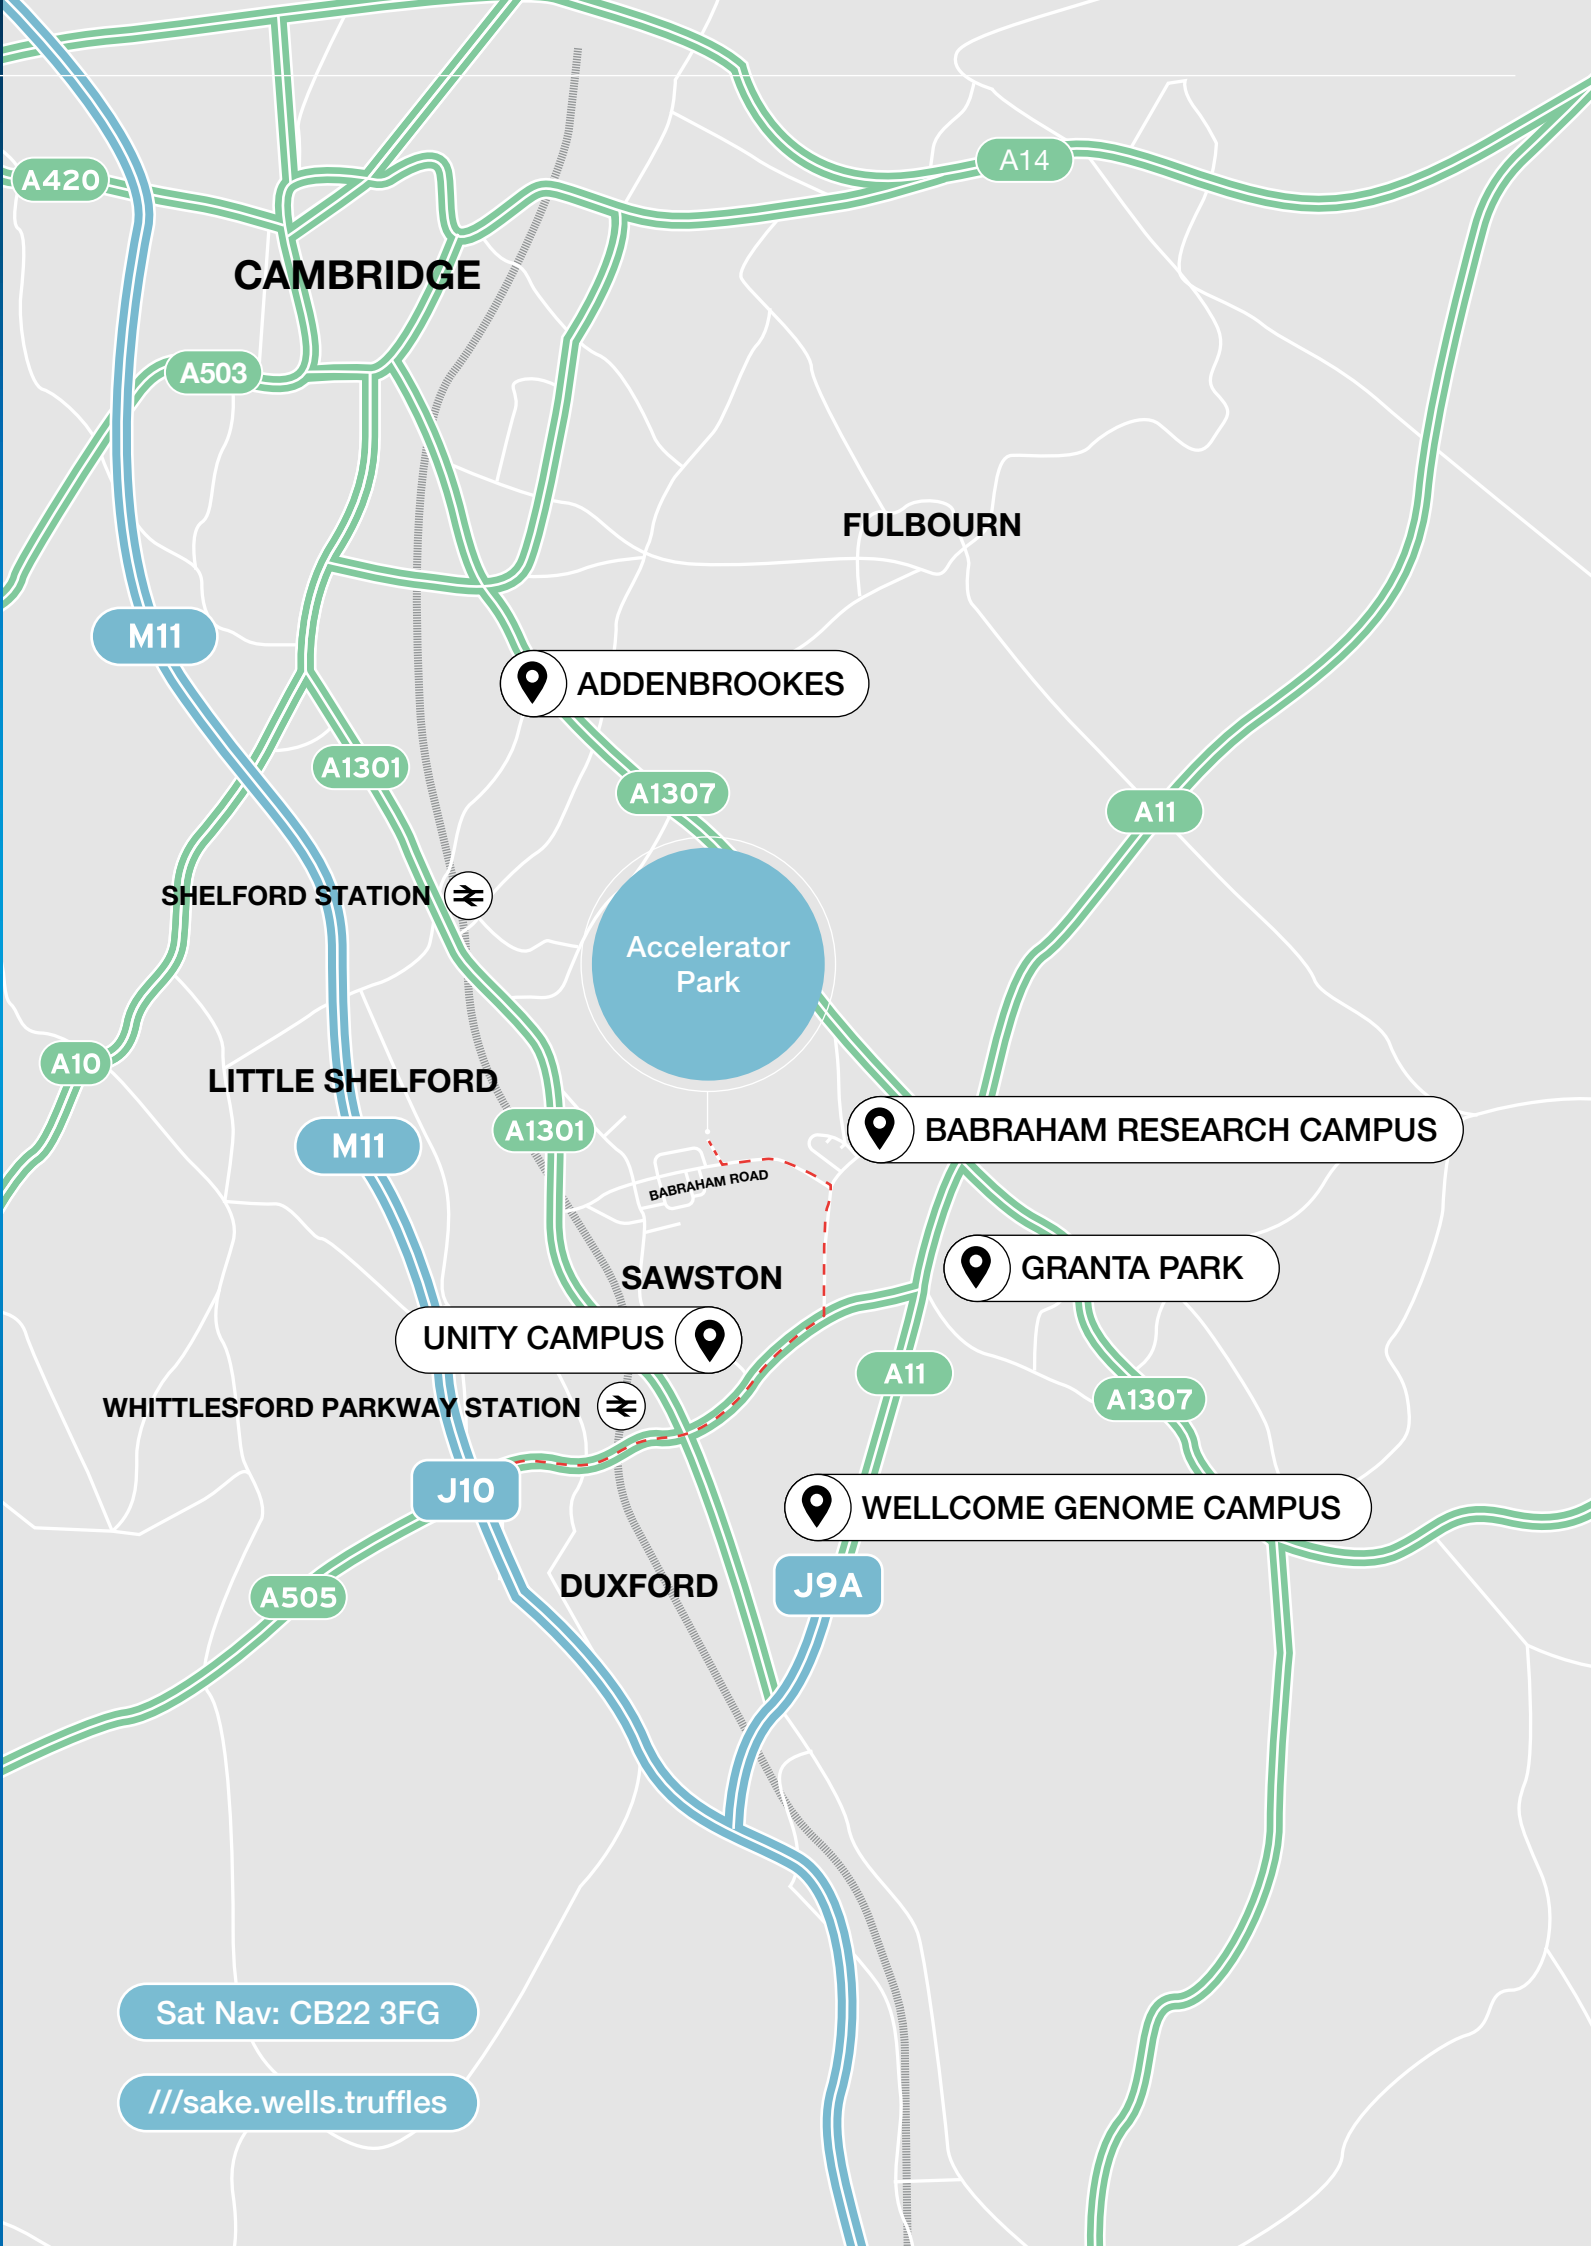 A14
A420
CAMBRIDGE
A503
FULBOURN
M11
ADDENBROOKES
A1301
A1307
A11
SHELFORD STATION
Accelerator
Park
A10
LITTLE SHELFORD
A1301
M11
BABRAHAM RESEARCH CAMPUS
BABRAHAM ROAD
GRANTA PARK
SAWSTON
UNITY CAMPUS
A11
A1307
WHITTLESFORD PARKWAY STATION
J10
WELLCOME GENOME CAMPUS
DUXFORD
J9A
A505
Sat Nav: CB22 3FG
///sake.wells.truffles